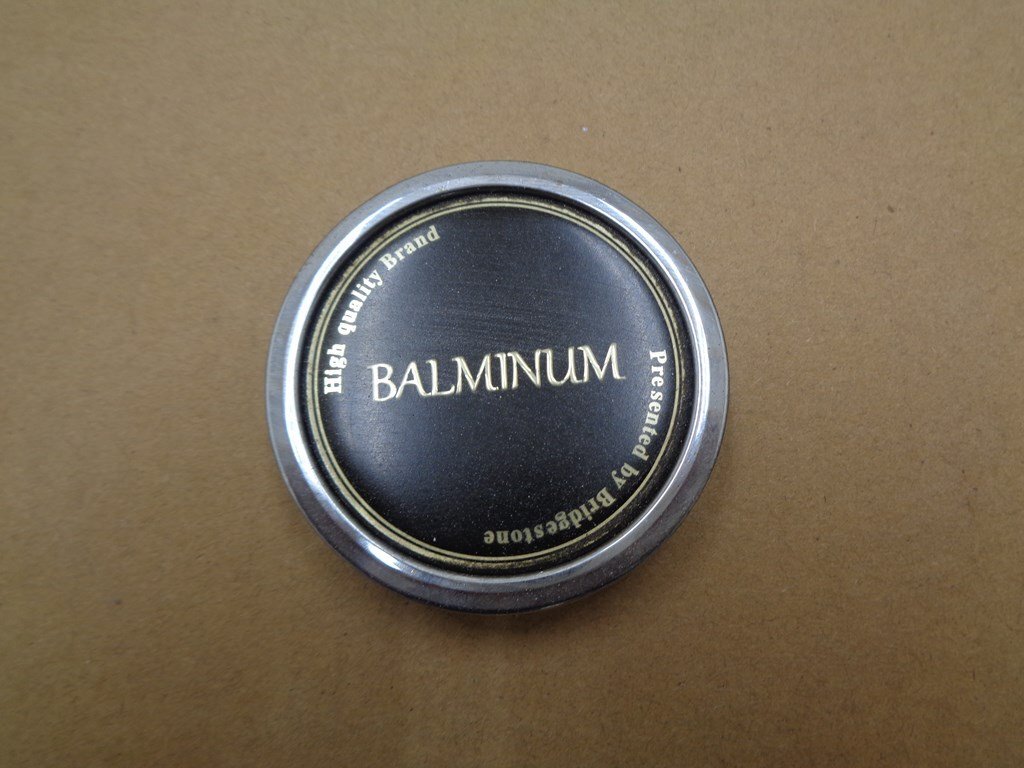 High quality Brand
BALMINUM
Presented by Bridgestone